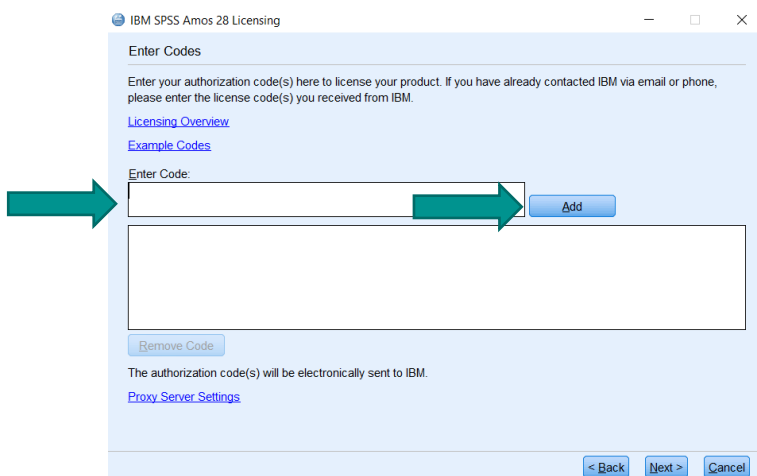 IBM SPSS Amos 28 Licensing
Enter Codes
Enter your authorization code(s) here to license your product. If you have already contacted IBM via email or phone,
please enter the license code(s) you received from IBM.
Licensing Overview
Example Codes
Enter Code:
Add
Remove Code
The authorization code(s) will be electronically sent to IBM.
Proxy Server Settings
< Back Next > Cancel